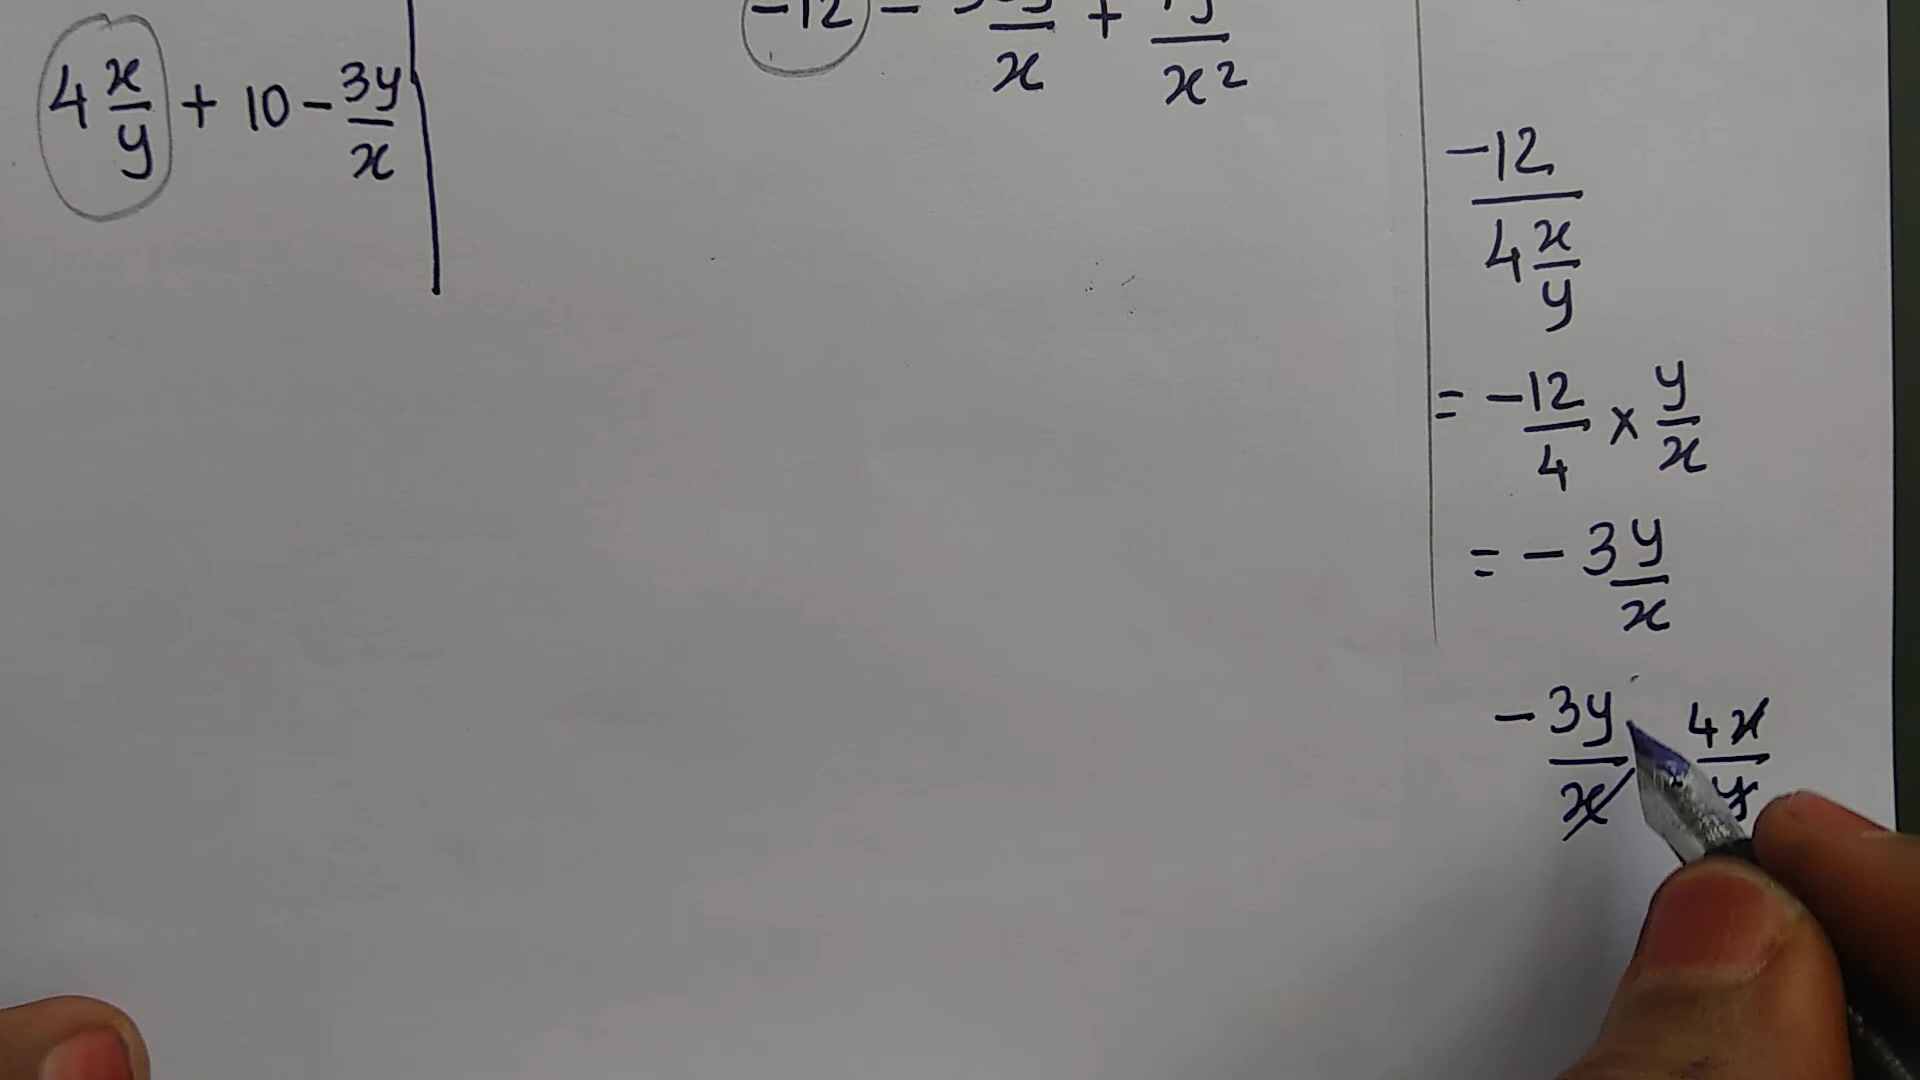 4 x/y + 10 - 3y/x
-12 - y/x + y/x²
-12 / 4 x/y
= -12/4 × y/x
= - 3 y/x
- 3y/x 4x/y